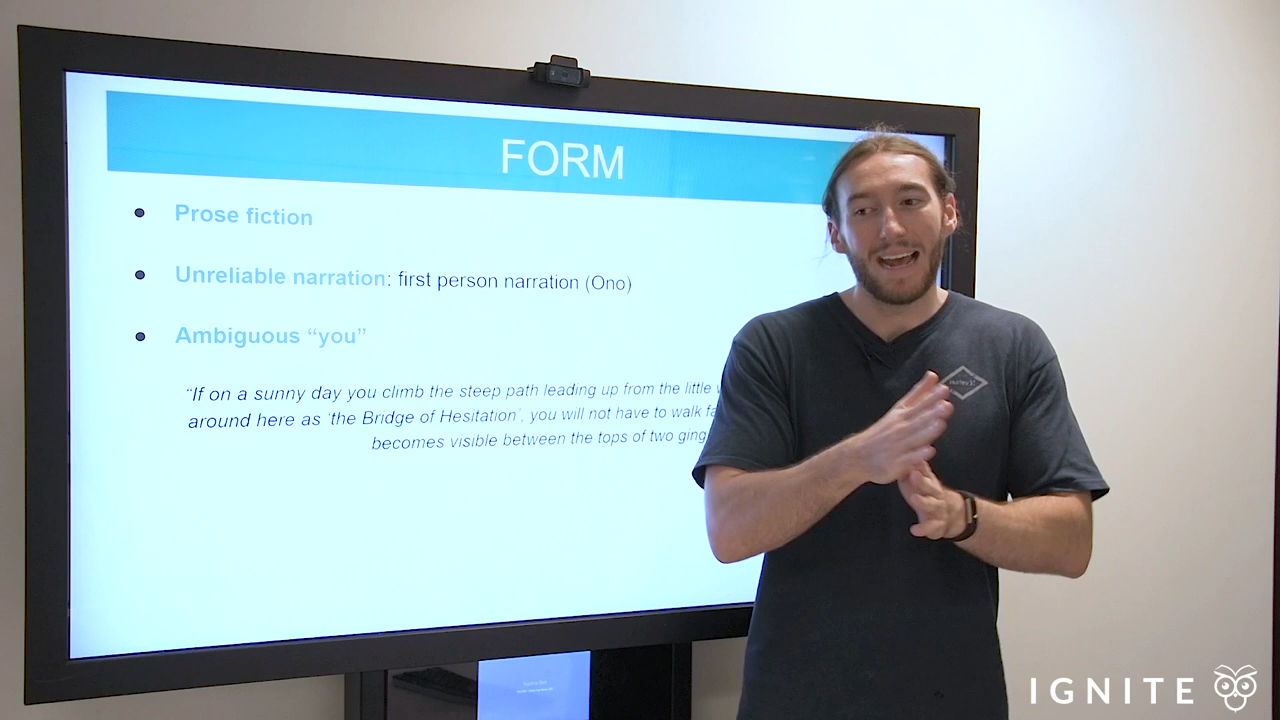 FORM
Prose fiction
Unreliable narration: first person narration (Ono)
Ambiguous “you”
“If on a sunny day you climb the steep path leading up from the little
around here as ‘the Bridge of Hesitation’, you will not have to walk
becomes visible between the tops of two
IGNITE